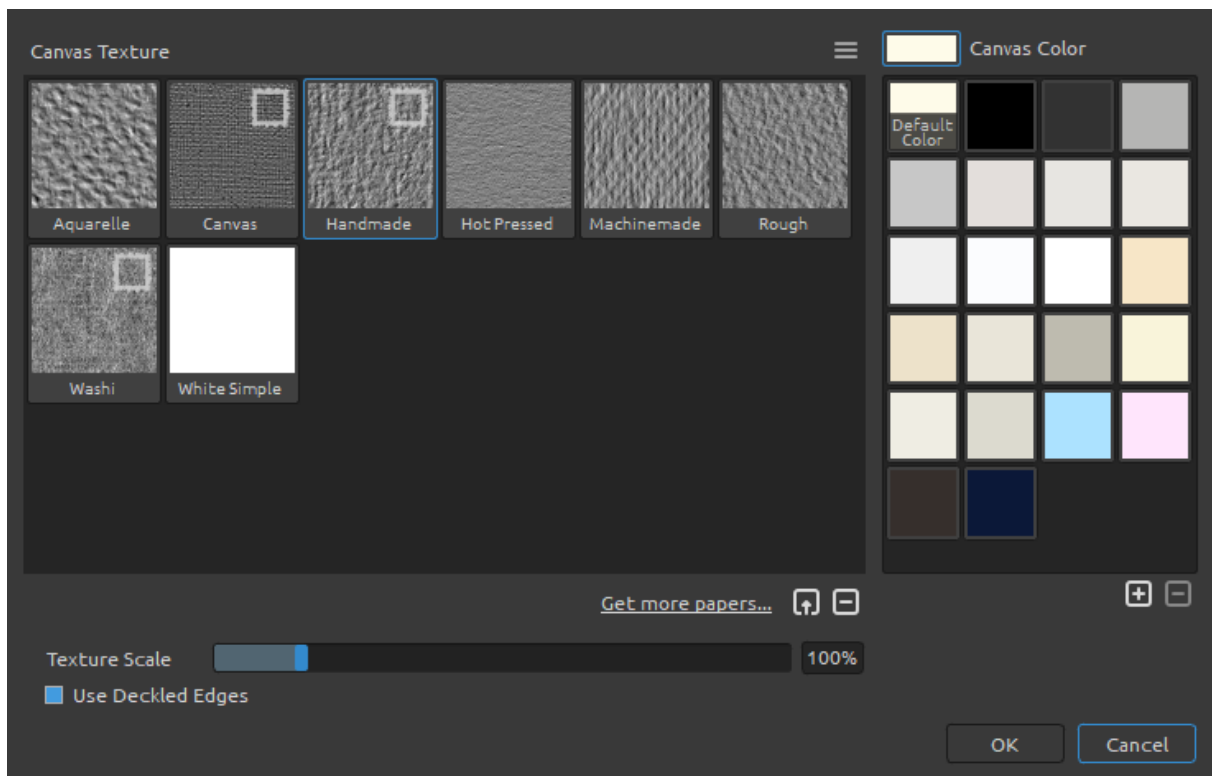 Canvas Texture
Canvas Color
Default
Color
Aquarelle
Canvas
Handmade
Hot Pressed
Machinemade
Rough
Washi
White Simple
Get more papers...
Texture Scale
100%
Use Deckled Edges
OK
Cancel